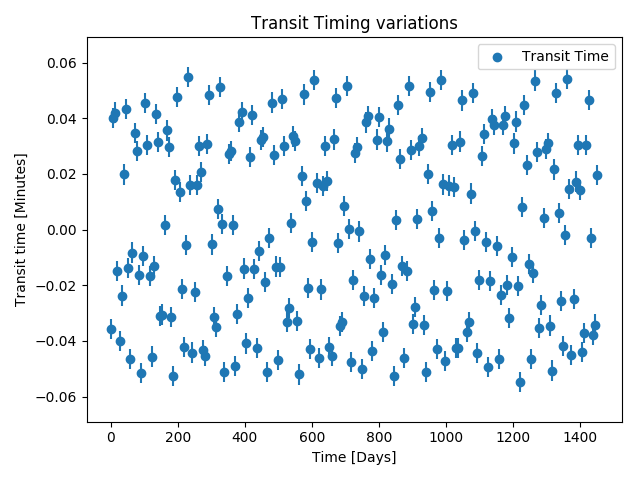 Transit Timing variations
Transit Time
Transit time [Minutes]
0.06
0.04
0.02
0.00
−0.02
−0.04
−0.06
0 200 400 600 800 1000 1200 1400
Time [Days]